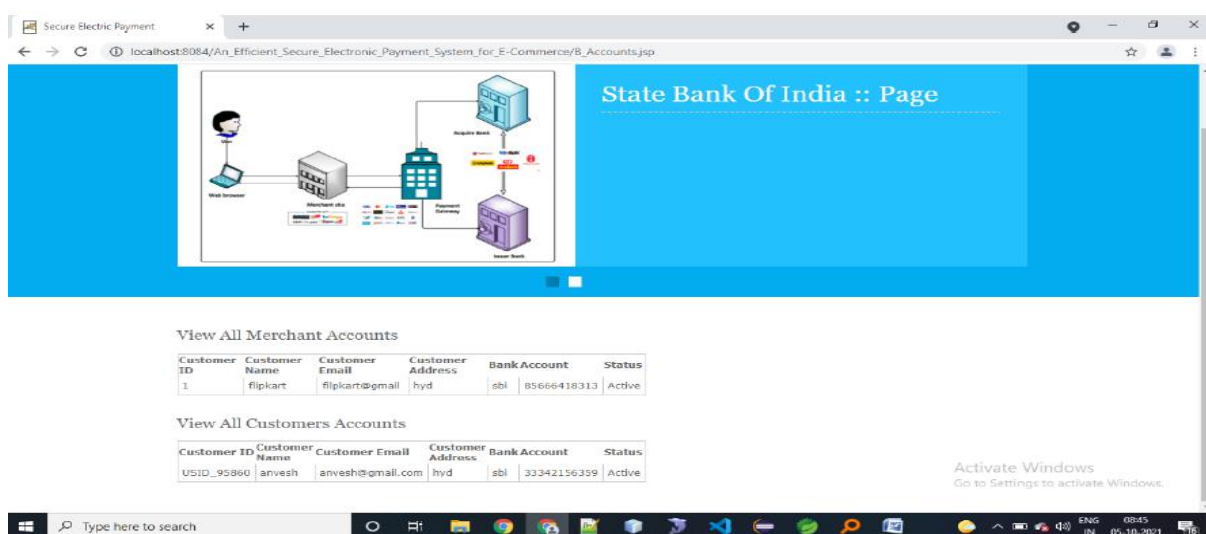 Secure Electric Payment
localhost:8084/An_Efficient_Secure_Electronic_Payment_System_for_E-Commerce/B_Accounts.jsp
State Bank Of India :: Page
User
Web browser
Merchant site
Payment Gateway
Acquire Bank
Issuer Bank
View All Merchant Accounts
Customer ID Customer Name Customer Email Customer Address Bank Account Status
1 flipkart flipkart@gmail hyd sbi 85666418313 Active
View All Customers Accounts
Customer ID Customer Name Customer Email Customer Address Bank Account Status
USID_95860 anvesh anvesh@gmail.com hyd sbi 33342156359 Active
Activate Windows
Go to Settings to activate Windows.
Type here to search
ENG 08:45
IN 05-10-2021
16